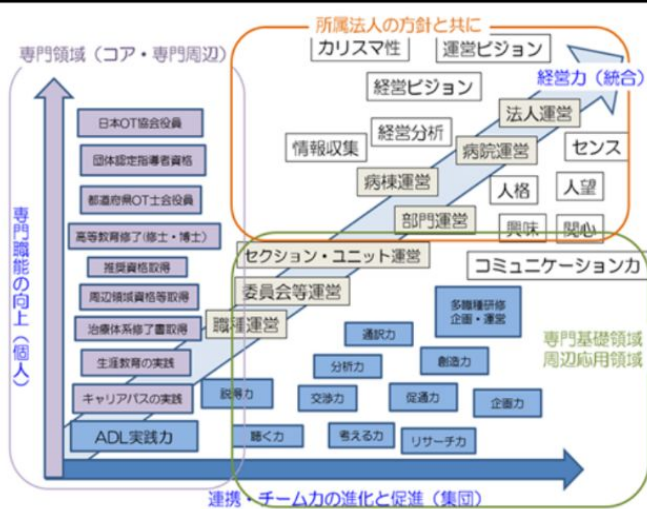 所属法人の方針と共に
専門領域（コア・専門周辺）
カリスマ性
運営ビジョン
経営力（統合）
経営ビジョン
法人運営
日本OT協会役員
経営分析
情報収集
病院運営
センス
団体認定指導者資格
病棟運営
人格
人望
都道府県OT士会役員
部門運営
興味
関心
高等教育修了(修士・博士)
セクション・ユニット運営
コミュニケーション力
推奨資格取得
専門職能の向上（個人）
周辺領域資格等取得
委員会等運営
多職種研修
企画・運営
職種運営
治療体系修了書取得
通訳力
専門基礎領域
周辺応用領域
生涯教育の実践
分析力
創造力
キャリアパスの実践
説得力
交渉力
促通力
企画力
ADL実践力
聴く力
考える力
リサーチ力
連携・チーム力の進化と促進（集団）